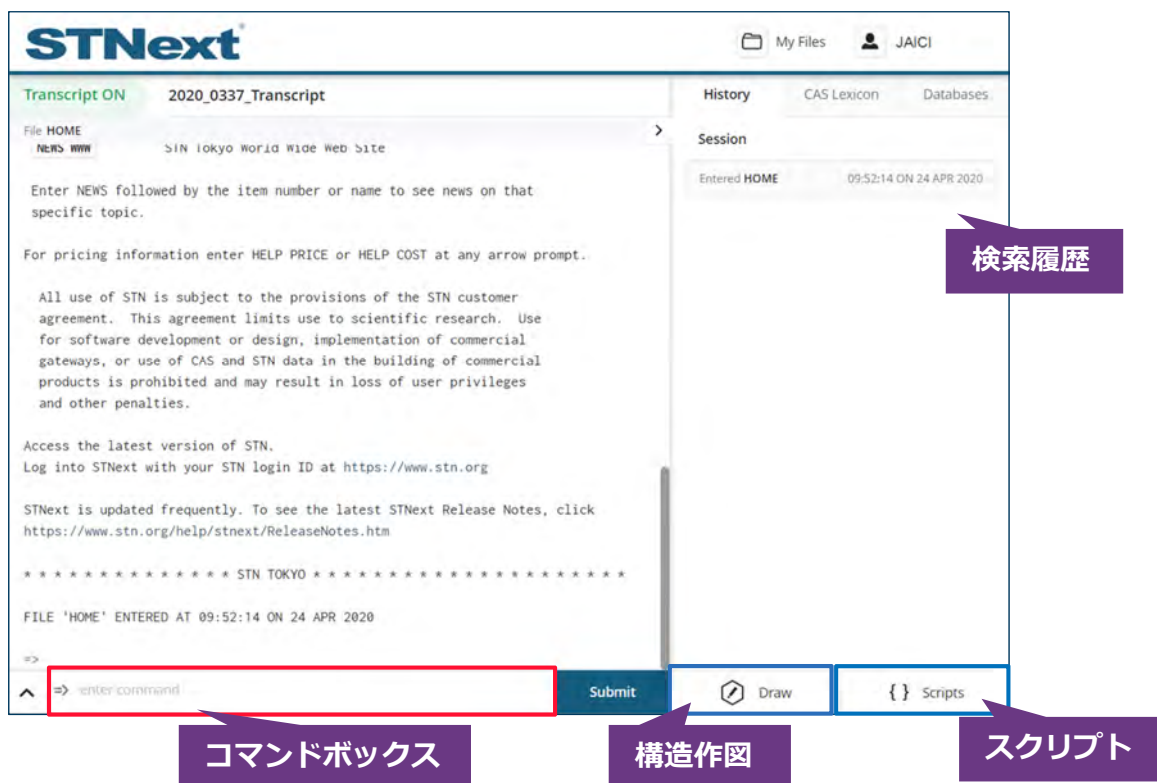 STNext
My Files
JAICI
Transcript ON
2020_0337_Transcript
History
CAS Lexicon
Databases
File HOME
NEWS WWW STN Tokyo World Wide Web Site
>
Session
Entered HOME 09:52:14 ON 24 APR 2020
Enter NEWS followed by the item number or name to see news on that
specific topic.
For pricing information enter HELP PRICE or HELP COST at any arrow prompt.
All use of STN is subject to the provisions of the STN customer
agreement. This agreement limits use to scientific research. Use
for software development or design, implementation of commercial
gateways, or use of CAS and STN data in the building of commercial
products is prohibited and may result in loss of user privileges
and other penalties.
Access the latest version of STN.
Log into STNext with your STN login ID at https://www.stn.org
STNext is updated frequently. To see the latest STNext Release Notes, click
https://www.stn.org/help/stnext/ReleaseNotes.htm
* * * * * * * * * * * * * * STN TOKYO * * * * * * * * * * * * * * * * * * * * *
FILE 'HOME' ENTERED AT 09:52:14 ON 24 APR 2020
=>
検索履歴
=> enter command
Submit
Draw
{ } Scripts
コマンドボックス
構造作図
スクリプト